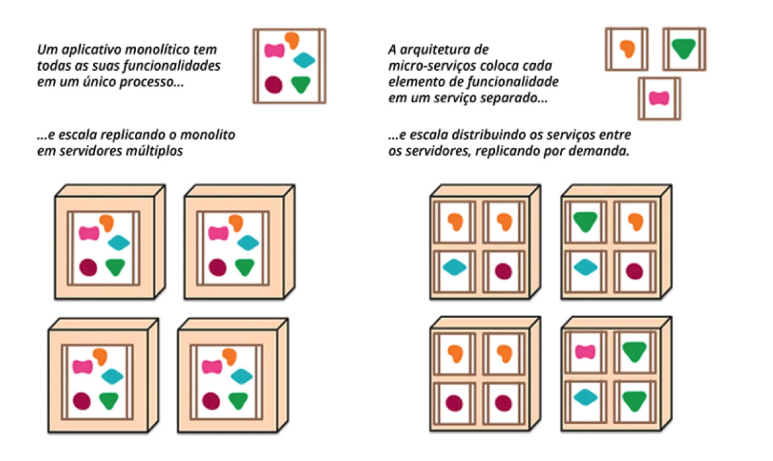 Um aplicativo monolítico tem
todas as suas funcionalidades
em um único processo...
...e escala replicando o monolito
em servidores múltiplos
A arquitetura de
micro-serviços coloca cada
elemento de funcionalidade
em um serviço separado...
...e escala distribuindo os serviços entre
os servidores, replicando por demanda.